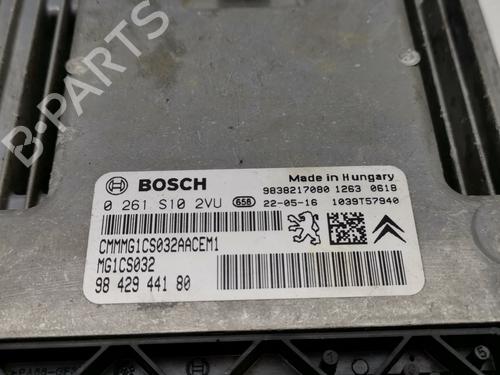 BOSCH
Made in Hungary
9838217080 1263 0618
0 261 S10 2VU 658 22-05-16 1039T57940
CMMMG1CS032AACEM1
MG1CS032
98 429 441 80
B-PARTS